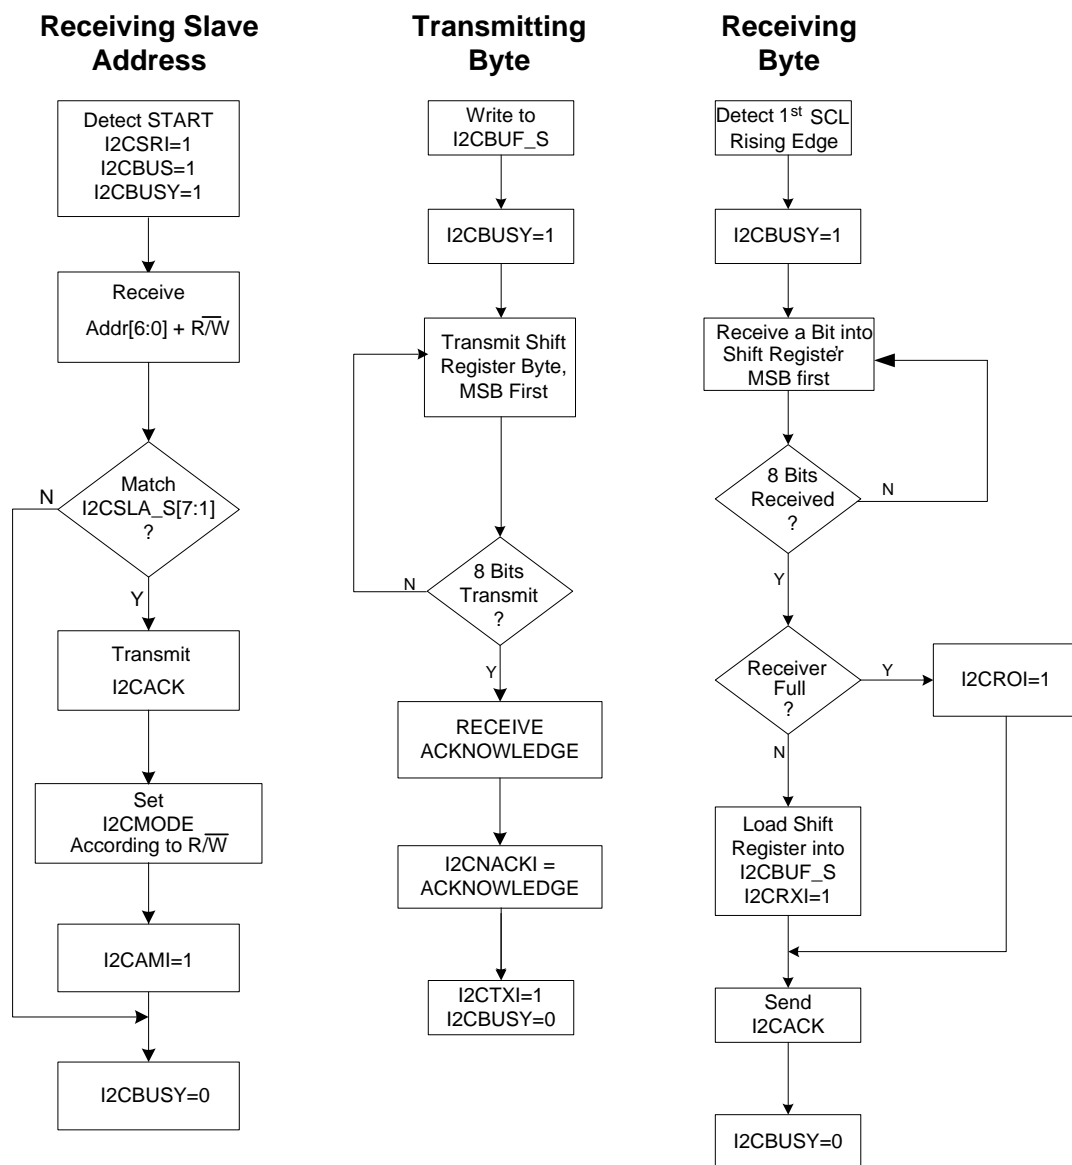 Receiving Slave
Address
Detect START
I2CSRI=1
I2CBUS=1
I2CBUSY=1
Receive
Addr[6:0] + R/W̅
N
Match
I2CSLA_S[7:1]
?
Y
Transmit
I2CACK
Set
I2CMODE
According to R/W̅
I2CAMI=1
I2CBUSY=0
Transmitting
Byte
Write to
I2CBUF_S
I2CBUSY=1
Transmit Shift
Register Byte,
MSB First
N
8 Bits
Transmit
?
Y
RECEIVE
ACKNOWLEDGE
I2CNACKI =
ACKNOWLEDGE
I2CTXI=1
I2CBUSY=0
Receiving
Byte
Detect 1st SCL
Rising Edge
I2CBUSY=1
Receive a Bit into
Shift Register,
MSB first
8 Bits
Received
?
N
Y
Receiver
Full
?
Y
I2CROI=1
N
Load Shift
Register into
I2CBUF_S
I2CRXI=1
Send
I2CACK
I2CBUSY=0